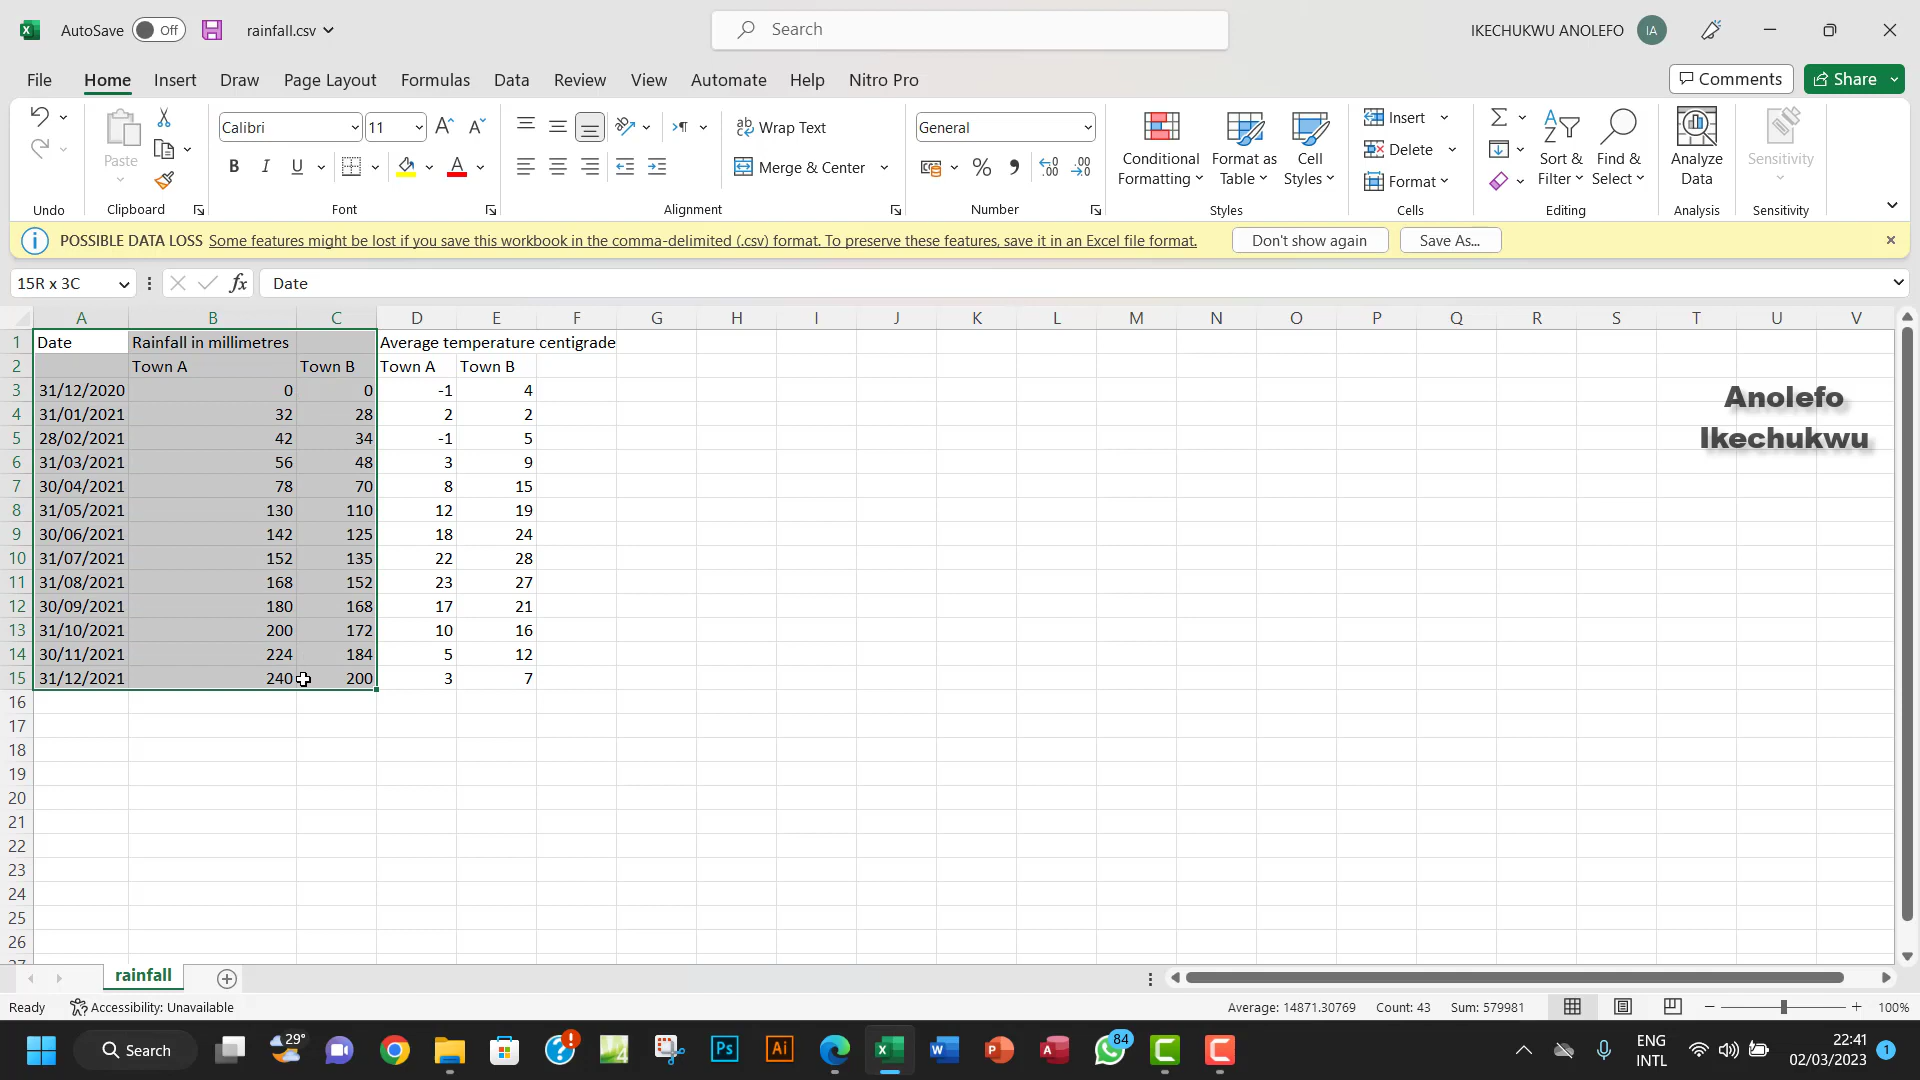 AutoSave Off rainfall.csv Search IKECHUKWU ANOLEFO IA
File Home Insert Draw Page Layout Formulas Data Review View Automate Help Nitro Pro Comments Share
Paste
Calibri 11
B I U A
Wrap Text
Merge & Center
General
Conditional Formatting
Format as Table
Cell Styles
Insert
Delete
Format
Sort & Filter
Find & Select
Analyze Data
Sensitivity
Undo Clipboard Font Alignment Number Styles Cells Editing Analysis Sensitivity
POSSIBLE DATA LOSS Some features might be lost if you save this workbook in the comma-delimited (.csv) format. To preserve these features, save it in an Excel file format. Don't show again Save As...
15R x 3C fx Date
A B C D E F G H I J K L M N O P Q R S T U V
1 Date Rainfall in millimetres Average temperature centigrade
2 Town A Town B Town A Town B
3 31/12/2020 0 0 -1 4
4 31/01/2021 32 28 2 2
5 28/02/2021 42 34 -1 5
6 31/03/2021 56 48 3 9
7 30/04/2021 78 70 8 15
8 31/05/2021 130 110 12 19
9 30/06/2021 142 125 18 24
10 31/07/2021 152 135 22 28
11 31/08/2021 168 152 23 27
12 30/09/2021 180 168 17 21
13 31/10/2021 200 172 10 16
14 30/11/2021 224 184 5 12
15 31/12/2021 240 200 3 7
16
17
18
19
20
21
22
23
24
25
26
Anolefo
Ikechukwu
rainfall
Ready Accessibility: Unavailable Average: 14871.30769 Count: 43 Sum: 579981 100%
Search 29° Ps Ai 84 ENG INTL 22:41 02/03/2023 1